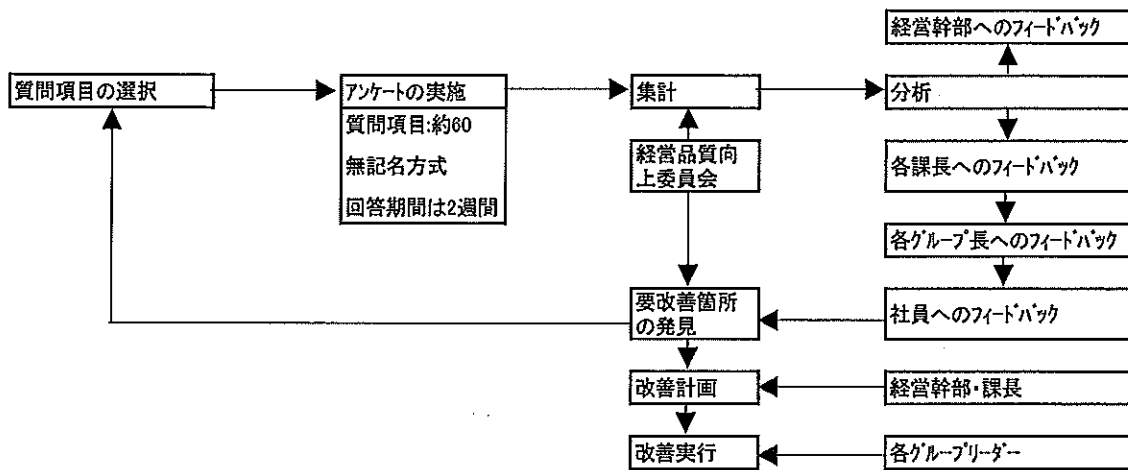 経営幹部へのフィードバック
質問項目の選択
アンケートの実施
集計
分析
質問項目:約60
無記名方式
回答期間は2週間
経営品質向
上委員会
各課長へのフィードバック
各グループ長へのフィードバック
要改善箇所
の発見
社員へのフィードバック
改善計画
経営幹部・課長
改善実行
各グループリーダー